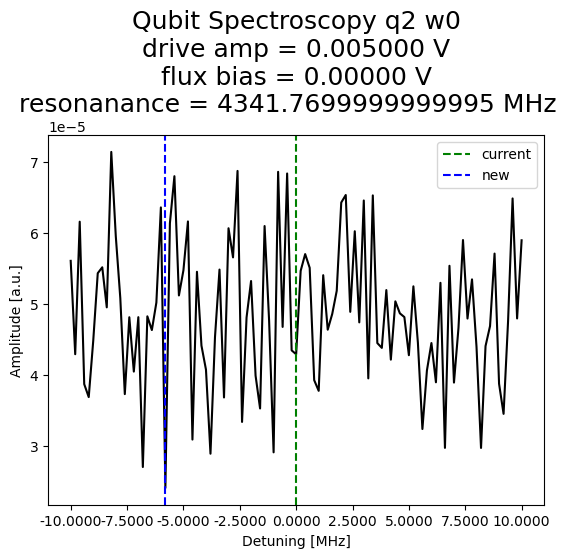 Qubit Spectroscopy q2 w0
drive amp = 0.005000 V
flux bias = 0.00000 V
resonanance = 4341.7699999999995 MHz
1e−5
current
new
7
6
5
4
3
Amplitude [a.u.]
-10.0000 -7.5000 -5.0000 -2.5000 0.0000 2.5000 5.0000 7.5000 10.0000
Detuning [MHz]